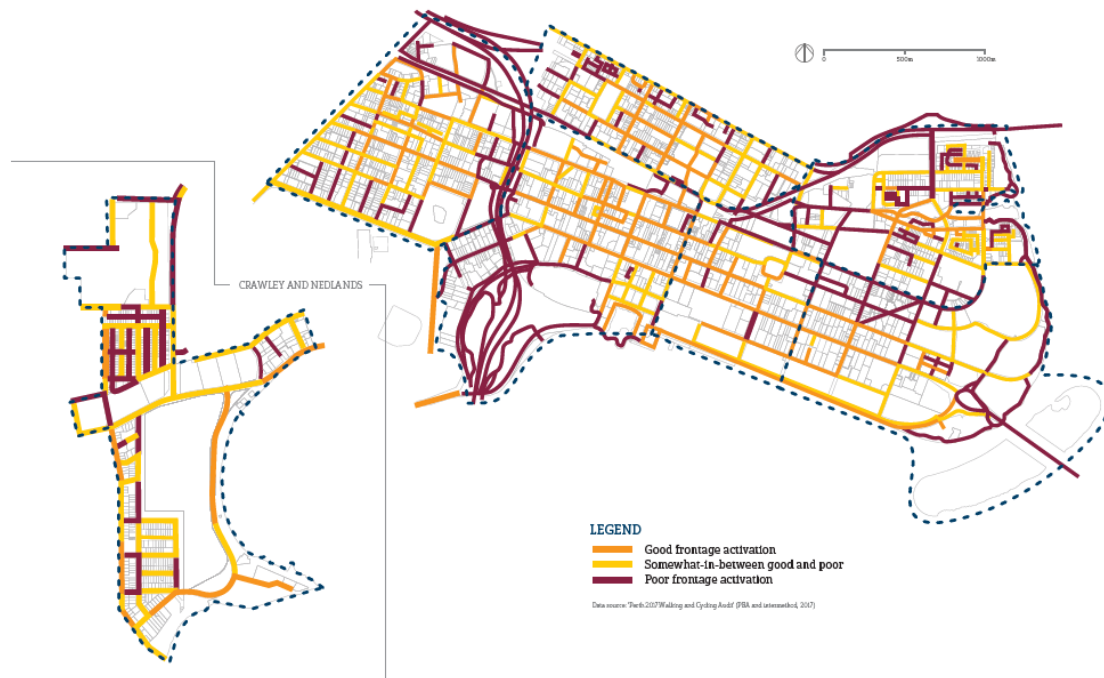 0 500m 1000m
CRAWLEY AND NEDLANDS
LEGEND
Good frontage activation
Somewhat-in-between good and poor
Poor frontage activation
Data source: 'Perth 2017 Walking and Cycling Audit' (PBA and intermethod, 2017)